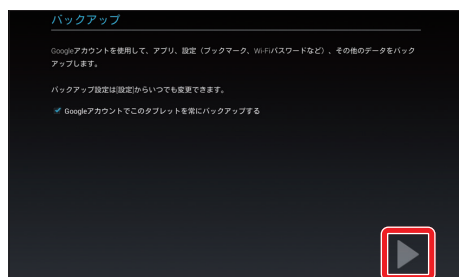 バックアップ
Googleアカウントを使用して、アプリ、設定（ブックマーク、Wi-Fiパスワードなど）、その他のデータをバック
アップします。
バックアップ設定は[設定]からいつでも変更できます。
Googleアカウントでこのタブレットを常にバックアップする